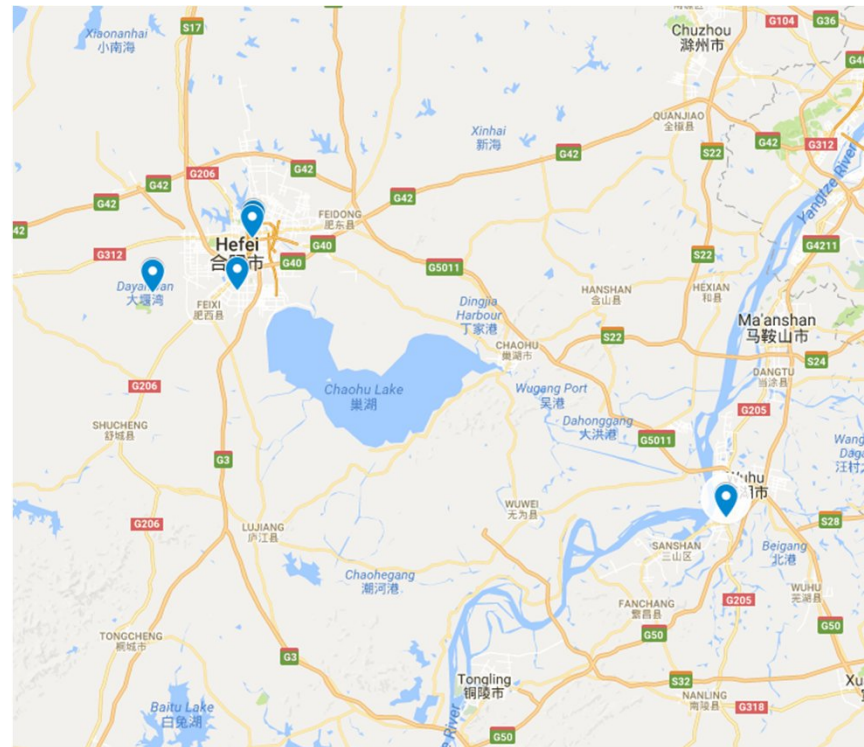 Xiaonanhai
小南海
S17
G104
G36
Chuzhou
滁州市
G40
QUANJIAO
全椒县
Xinhai
新海
G42
G312
S22
G42
G206
G42
G42
G42
G42
42
FEIDONG
肥东县
Yangtze River
Hefei
G40
G4211
G312
G40
G5011
S22
大堰湾
FEIXI
肥西县
HANSHAN
含山县
HEXIAN
和县
Dingjia
Harbour
丁家港
Ma'anshan
马鞍山市
CHAOHU
巢湖市
S22
S24
DANGTU
当涂县
G206
Chaohu Lake
巢湖
Wugang Port
吴港
G205
SHUCHENG
舒城县
Dahonggang
大洪港
G5011
G3
Wuhu
WUWEI
无为县
G206
LUJIANG
庐江县
S28
SANSHAN
三山区
Beigang
北港
Chaohegang
潮河港
WUHU
芜湖县
G205
FANCHANG
繁昌县
G50
G50
TONGCHENG
桐城市
G3
Tongling
铜陵市
S32
NANLING
南陵县
G318
Baitu Lake
白兔湖
G50